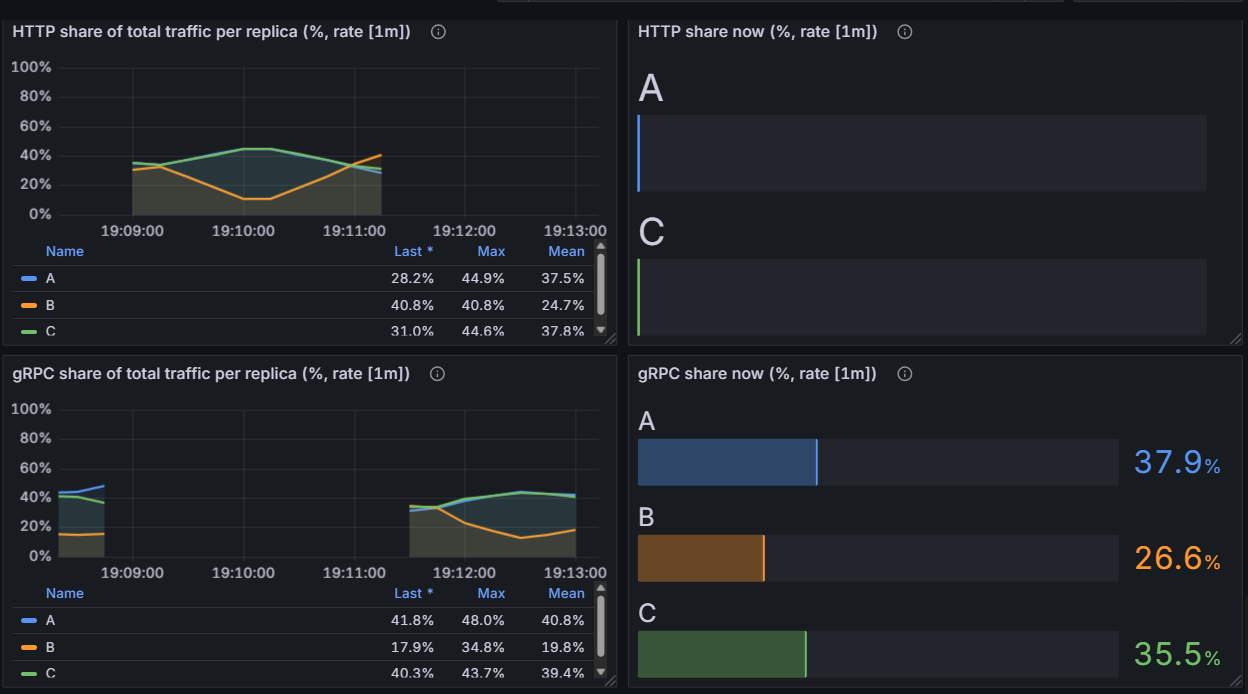 HTTP share of total traffic per replica (%, rate [1m])
100%
80%
60%
40%
20%
0%
19:09:00 19:10:00 19:11:00 19:12:00 19:13:00
Name Last * Max Mean
A 28.2% 44.9% 37.5%
B 40.8% 40.8% 24.7%
C 31.0% 44.6% 37.8%
HTTP share now (%, rate [1m])
A
C
gRPC share of total traffic per replica (%, rate [1m])
100%
80%
60%
40%
20%
0%
19:09:00 19:10:00 19:11:00 19:12:00 19:13:00
Name Last * Max Mean
A 41.8% 48.0% 40.8%
B 17.9% 34.8% 19.8%
C 40.3% 43.7% 39.4%
gRPC share now (%, rate [1m])
A
37.9%
B
26.6%
C
35.5%